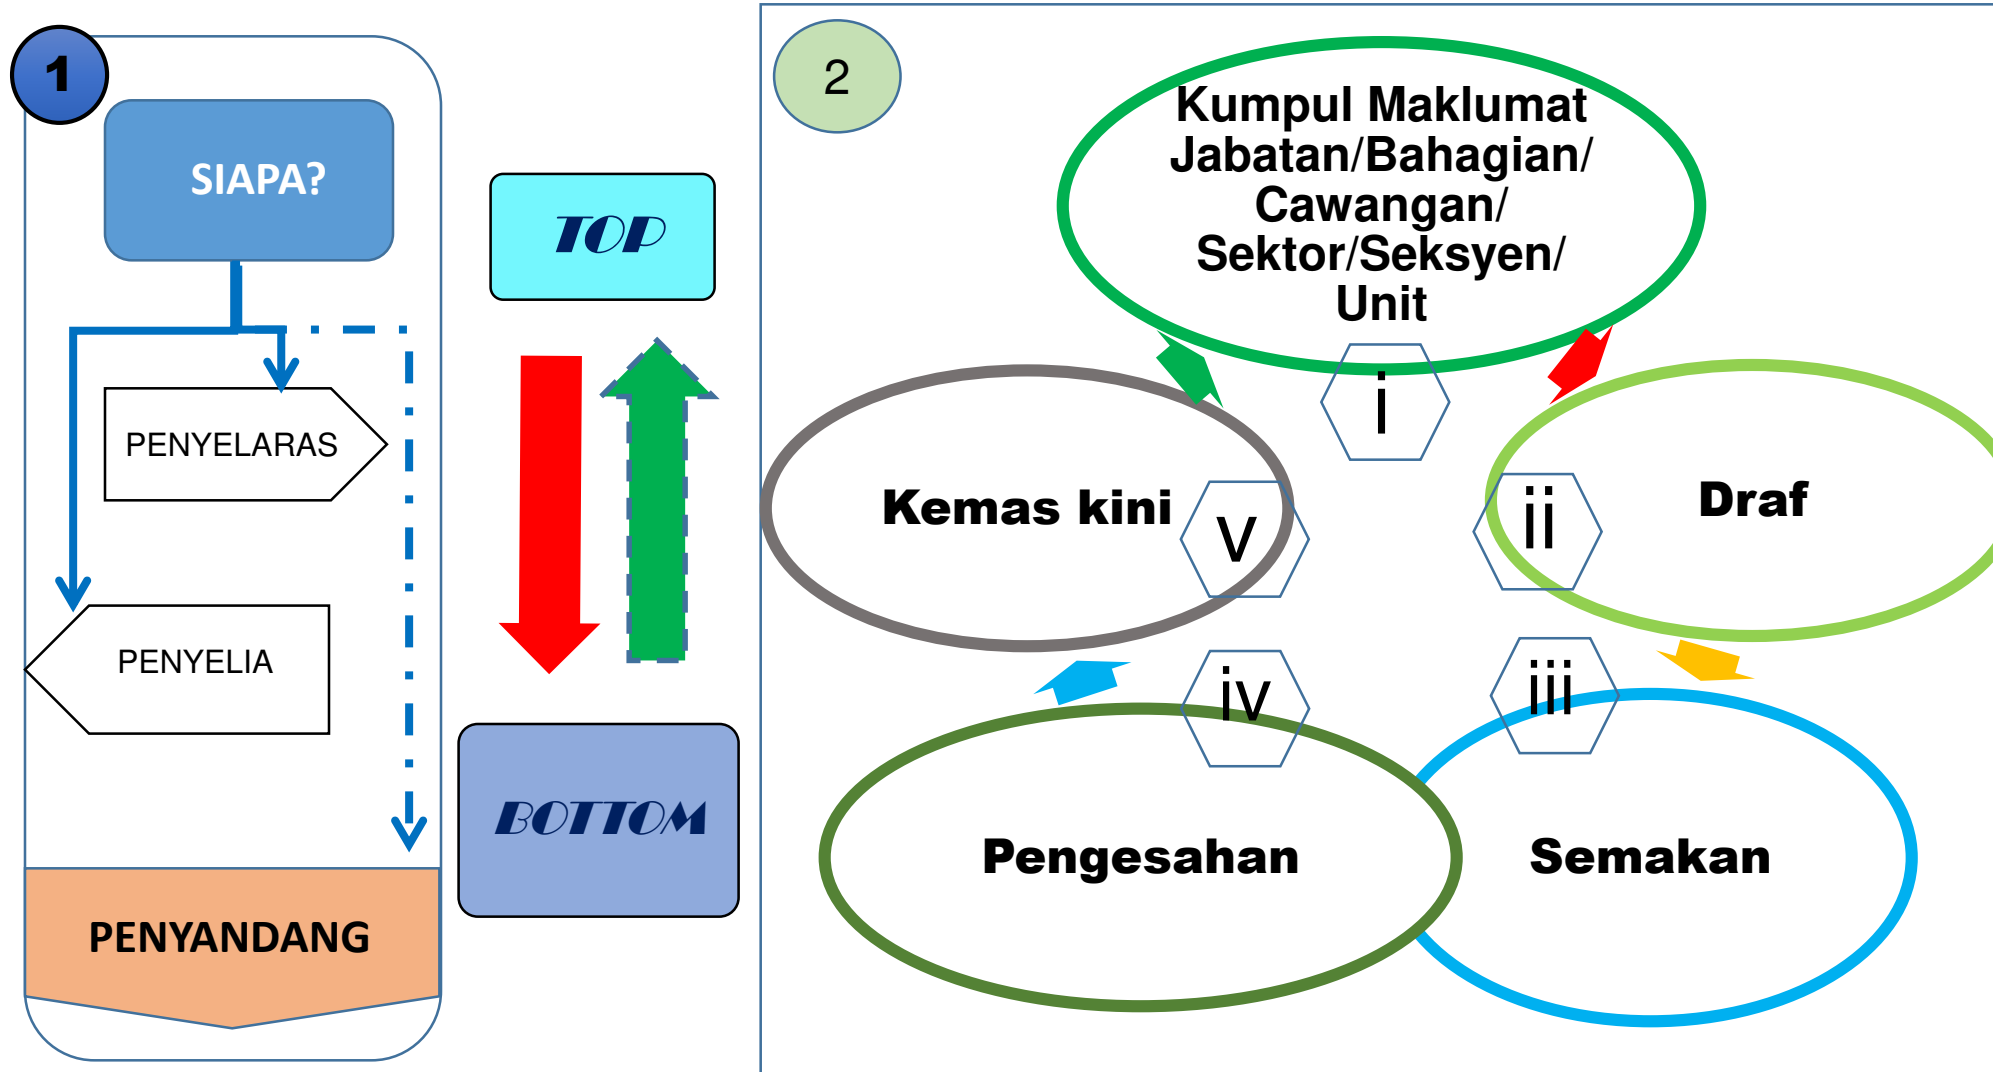 1
SIAPA?
PENYELARAS
PENYELIA
PENYANDANG
TOP
BOTTOM
2
Kumpul Maklumat
Jabatan/Bahagian/
Cawangan/
Sektor/Seksyen/
Unit
i
Draf
ii
Semakan
iii
Pengesahan
iv
Kemas kini
v